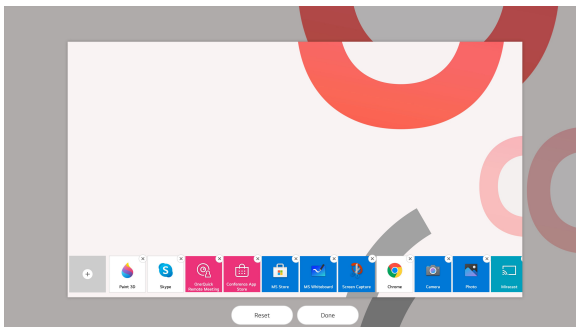 Paint 3D
Skype
OneQuick
Remote Meeting
Conference App
Store
MS Store
MS Whiteboard
Screen Capture
Chrome
Camera
Photo
Miracast
Reset
Done